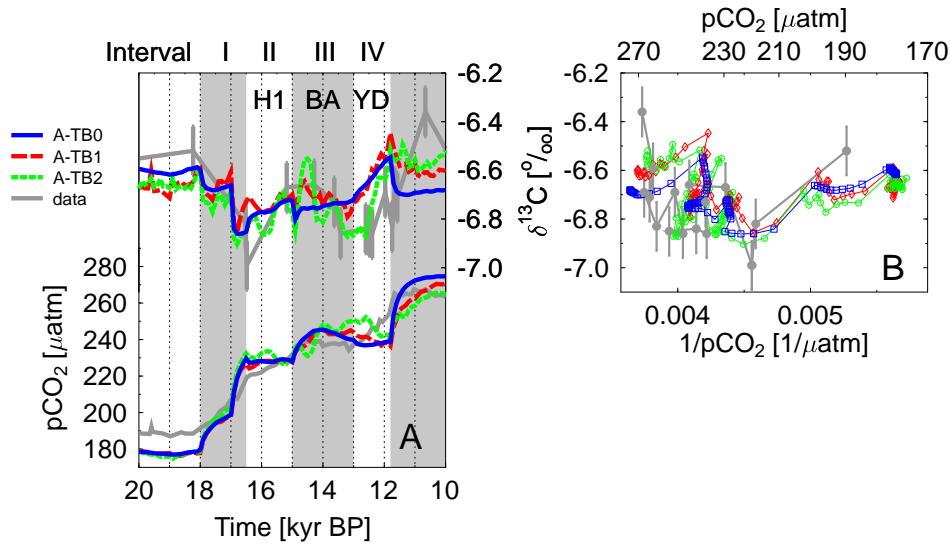 Interval I II III IV
H1 BA YD
A-TB0
A-TB1
A-TB2
data
-6.2
-6.4
-6.6
-6.8
-7.0
δ¹³C [o/oo]
280
260
240
220
200
180
pCO₂ [μatm]
A
20 18 16 14 12 10
Time [kyr BP]
pCO₂ [μatm]
270 230 210 190 170
-6.2
-6.4
-6.6
-6.8
-7.0
B
0.004 0.005
1/pCO₂ [1/μatm]